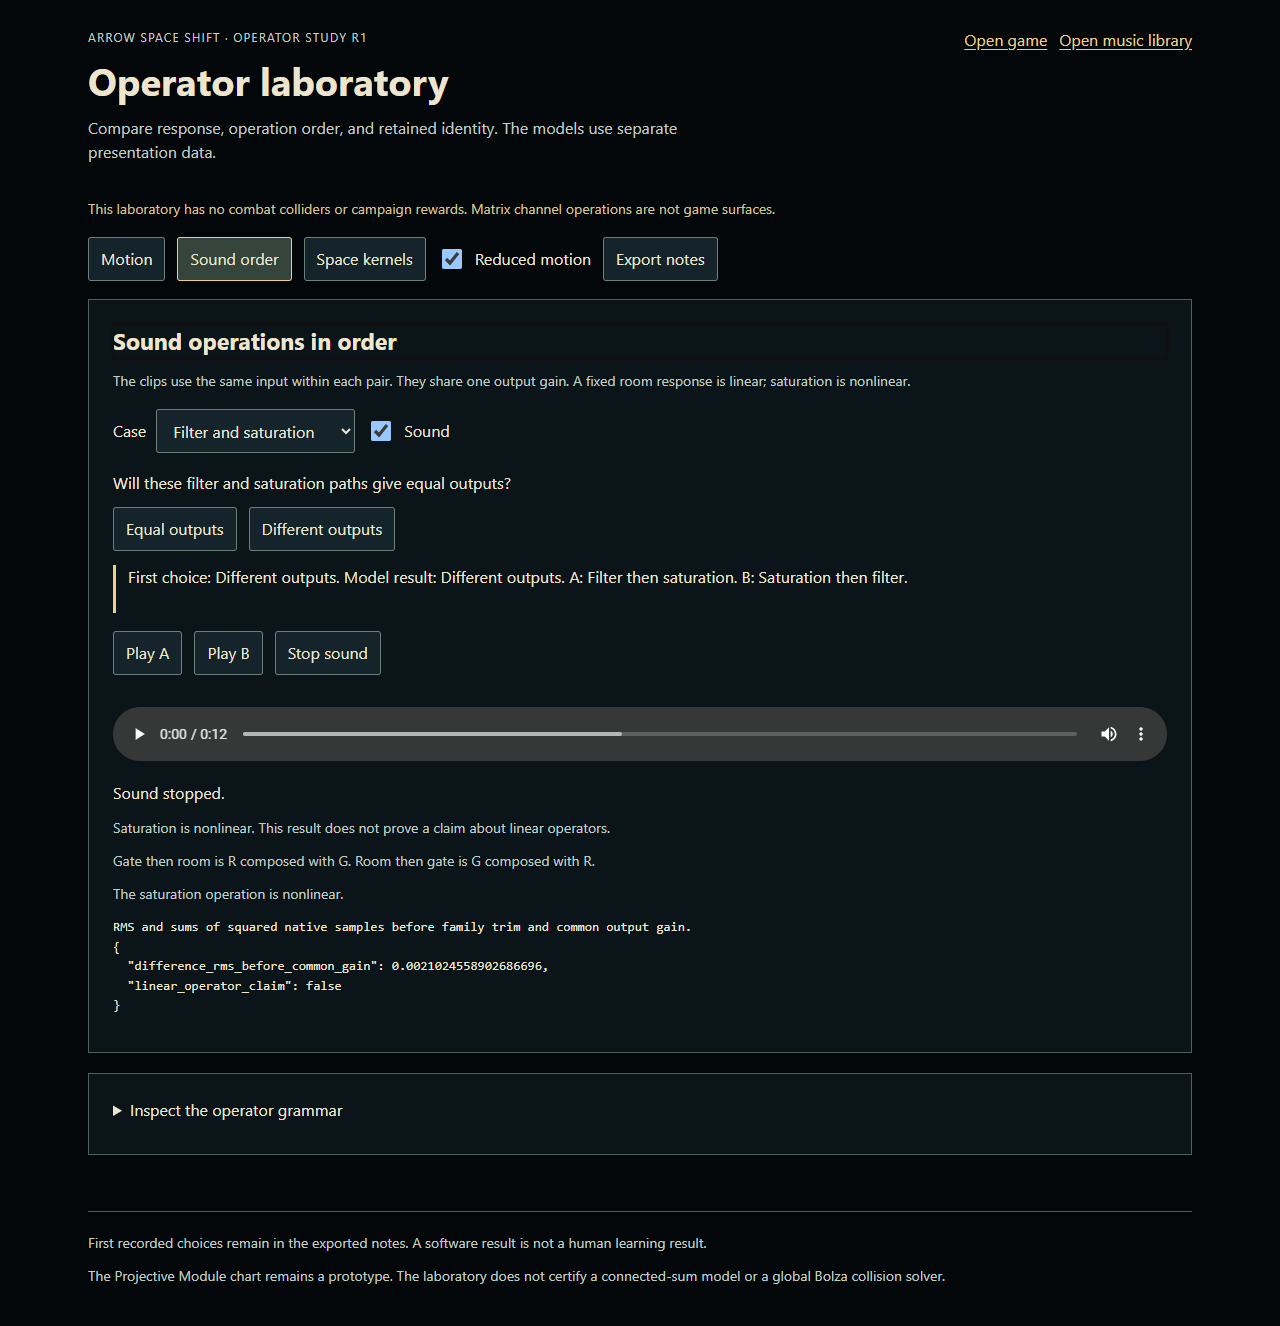 ARROW SPACE SHIFT · OPERATOR STUDY R1
Open game Open music library
Operator laboratory
Compare response, operation order, and retained identity. The models use separate
presentation data.
This laboratory has no combat colliders or campaign rewards. Matrix channel operations are not game surfaces.
Motion Sound order Space kernels Reduced motion Export notes
Sound operations in order
The clips use the same input within each pair. They share one output gain. A fixed room response is linear; saturation is nonlinear.
Case Filter and saturation Sound
Will these filter and saturation paths give equal outputs?
Equal outputs Different outputs
First choice: Different outputs. Model result: Different outputs. A: Filter then saturation. B: Saturation then filter.
Play A Play B Stop sound
0:00 / 0:12
Sound stopped.
Saturation is nonlinear. This result does not prove a claim about linear operators.
Gate then room is R composed with G. Room then gate is G composed with R.
The saturation operation is nonlinear.
RMS and sums of squared native samples before family trim and common output gain.
{
"difference_rms_before_common_gain": 0.0021024558902686696,
"linear_operator_claim": false
}
Inspect the operator grammar
First recorded choices remain in the exported notes. A software result is not a human learning result.
The Projective Module chart remains a prototype. The laboratory does not certify a connected-sum model or a global Bolza collision solver.